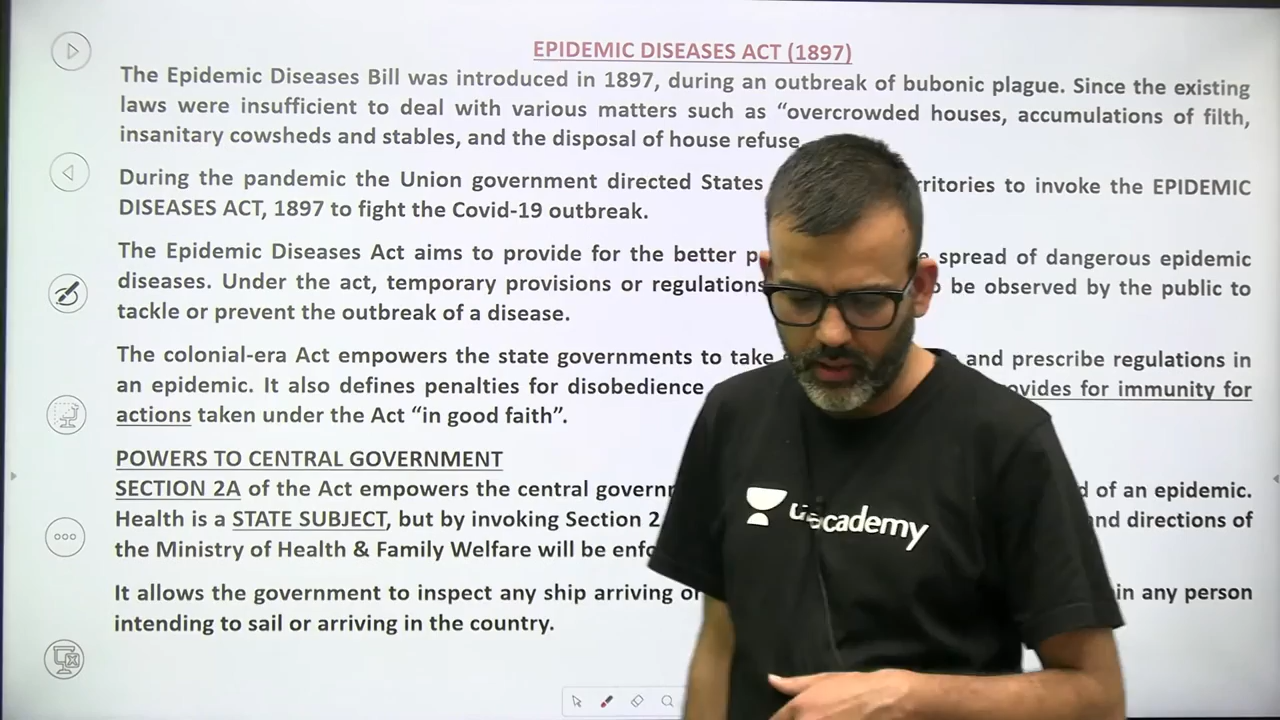 EPIDEMIC DISEASES ACT (1897)
The Epidemic Diseases Bill was introduced in 1897, during an outbreak of bubonic plague. Since the existing
laws were insufficient to deal with various matters such as “overcrowded houses, accumulations of filth,
insanitary cowsheds and stables, and the disposal of house refuse
During the pandemic the Union government directed States to invoke the EPIDEMIC
DISEASES ACT, 1897 to fight the Covid-19 outbreak.
The Epidemic Diseases Act aims to provide for the better spread of dangerous epidemic
diseases. Under the act, temporary provisions or regulations be observed by the public to
tackle or prevent the outbreak of a disease.
The colonial-era Act empowers the state governments to take and prescribe regulations in
an epidemic. It also defines penalties for disobedience for immunity for
actions taken under the Act “in good faith”.
POWERS TO CENTRAL GOVERNMENT
SECTION 2A of the Act empowers the central of an epidemic.
Health is a STATE SUBJECT, but by invoking Section directions of
the Ministry of Health & Family Welfare will be
It allows the government to inspect any ship arriving any person
intending to sail or arriving in the country.
unacademy